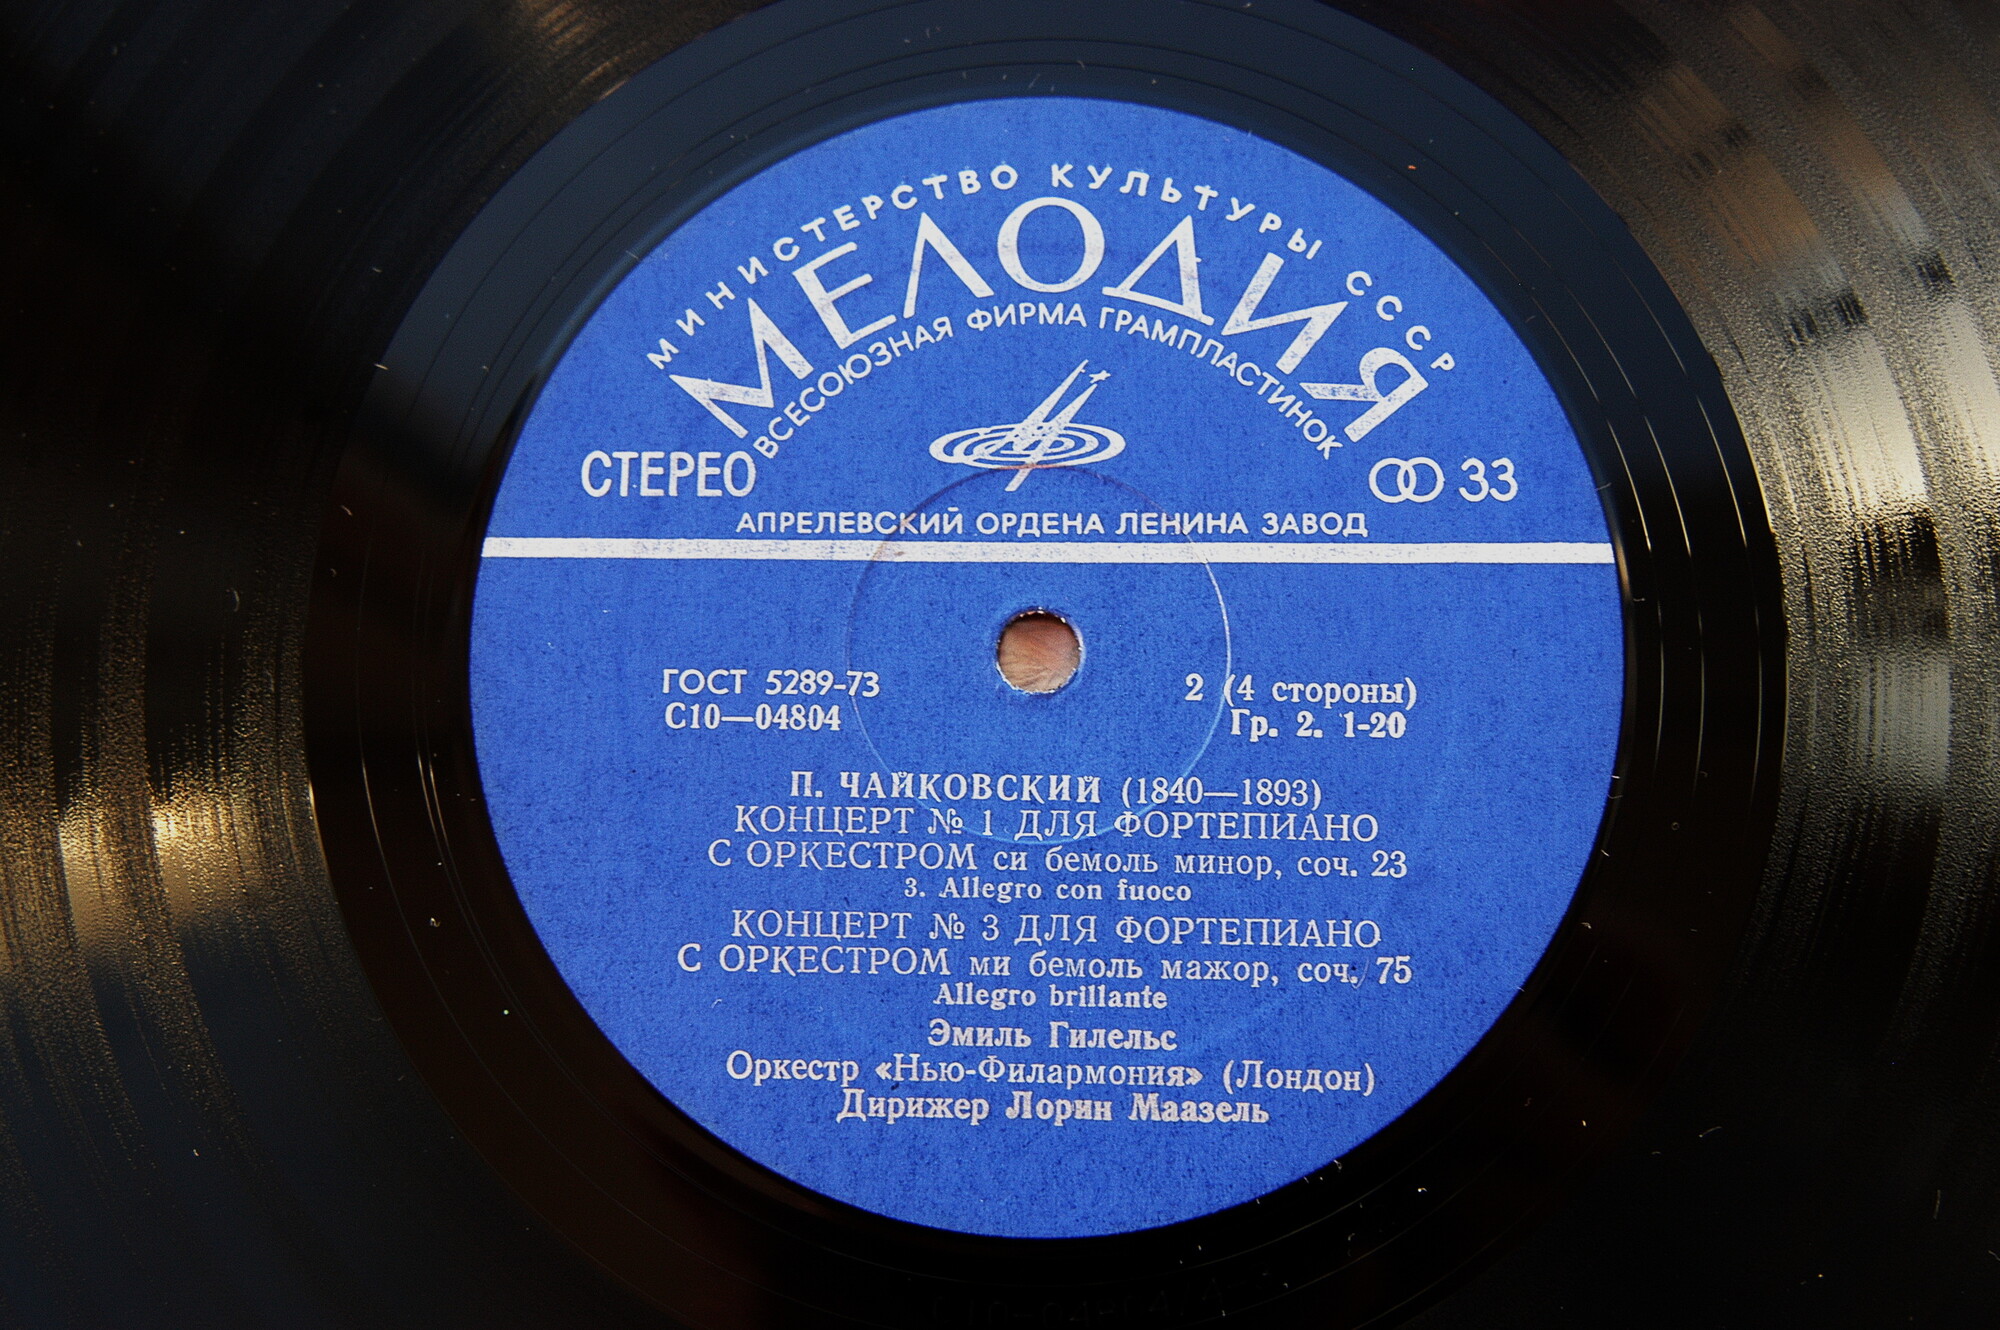 МИНИСТЕРСТВО КУЛЬТУРЫ СССР
МЕЛОДИЯ
ВСЕСОЮЗНАЯ ФИРМА ГРАМПЛАСТИНОК
СТЕРЕО
33
АПРЕЛЕВСКИЙ ОРДЕНА ЛЕНИНА ЗАВОД
ГОСТ 5289-73
С10—04804
2 (4 стороны)
Гр. 2. 1-20
П. ЧАЙКОВСКИЙ (1840—1893)
КОНЦЕРТ № 1 ДЛЯ ФОРТЕПИАНО
С ОРКЕСТРОМ си бемоль минор, соч. 23
3. Allegro con fuoco
КОНЦЕРТ № 3 ДЛЯ ФОРТЕПИАНО
С ОРКЕСТРОМ ми бемоль мажор, соч. 75
Allegro brillante
Эмиль Гилельс
Оркестр «Нью-Филармония» (Лондон)
Дирижер Лорин Маазель